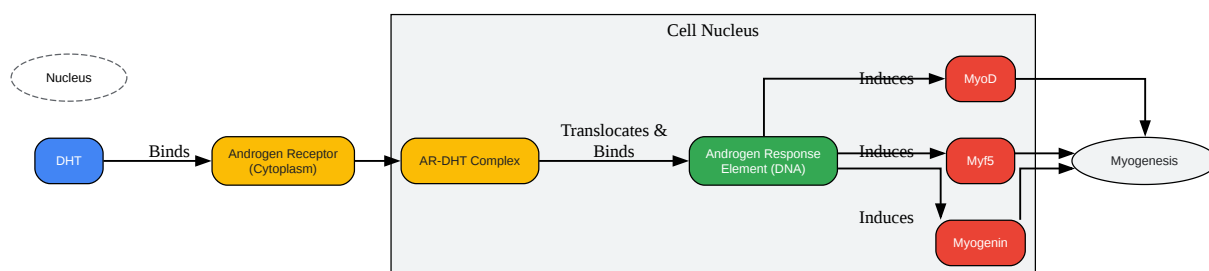 Cell Nucleus
Nucleus
DHT
Binds
Androgen Receptor
(Cytoplasm)
AR-DHT Complex
Translocates &
Binds
Androgen Response
Element (DNA)
Induces
MyoD
Induces
Myf5
Induces
Myogenin
Myogenesis